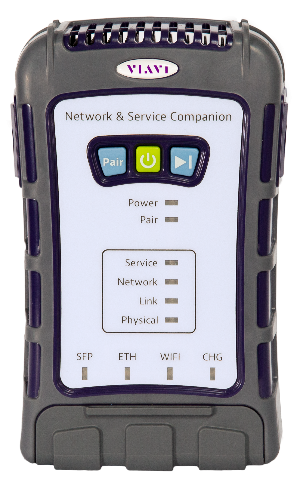 VIAVI
Network & Service Companion
Pair
Power
Pair
Service
Network
Link
Physical
SFP ETH WIFI CHG